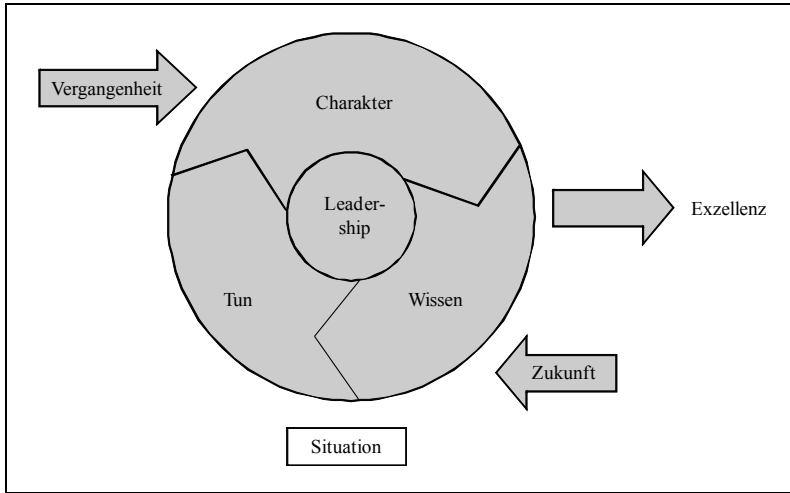 Vergangenheit
Charakter
Leader-
ship
Exzellenz
Tun
Wissen
Zukunft
Situation